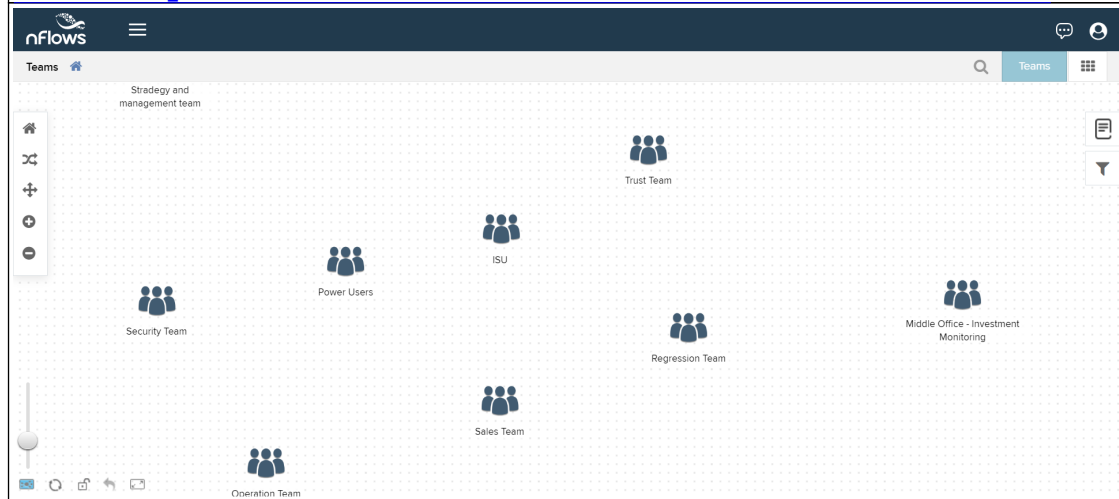 nFlows
Teams
Teams
Stradegy and
management team
Trust Team
ISU
Power Users
Security Team
Middle Office - Investment
Monitoring
Regression Team
Sales Team
Operation Team